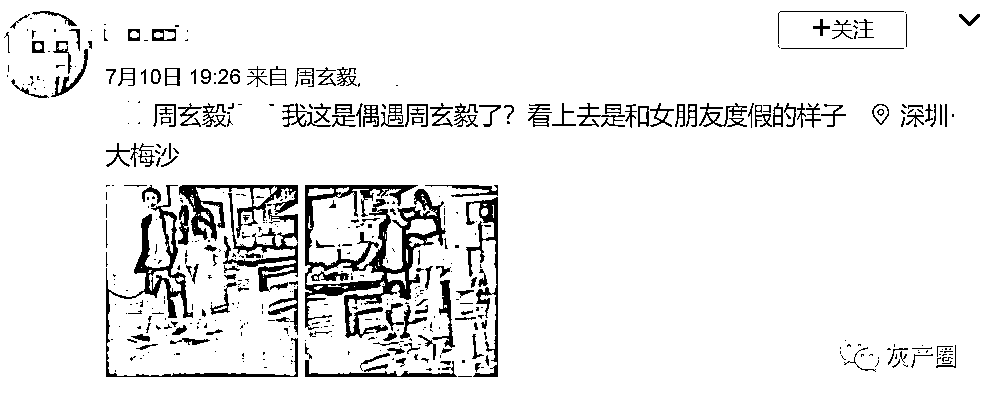 +关注
7月10日 19:26 来自 周玄毅
周玄毅 我这是偶遇周玄毅了？看上去是和女朋友度假的样子 深圳·
大梅沙
灰产圈